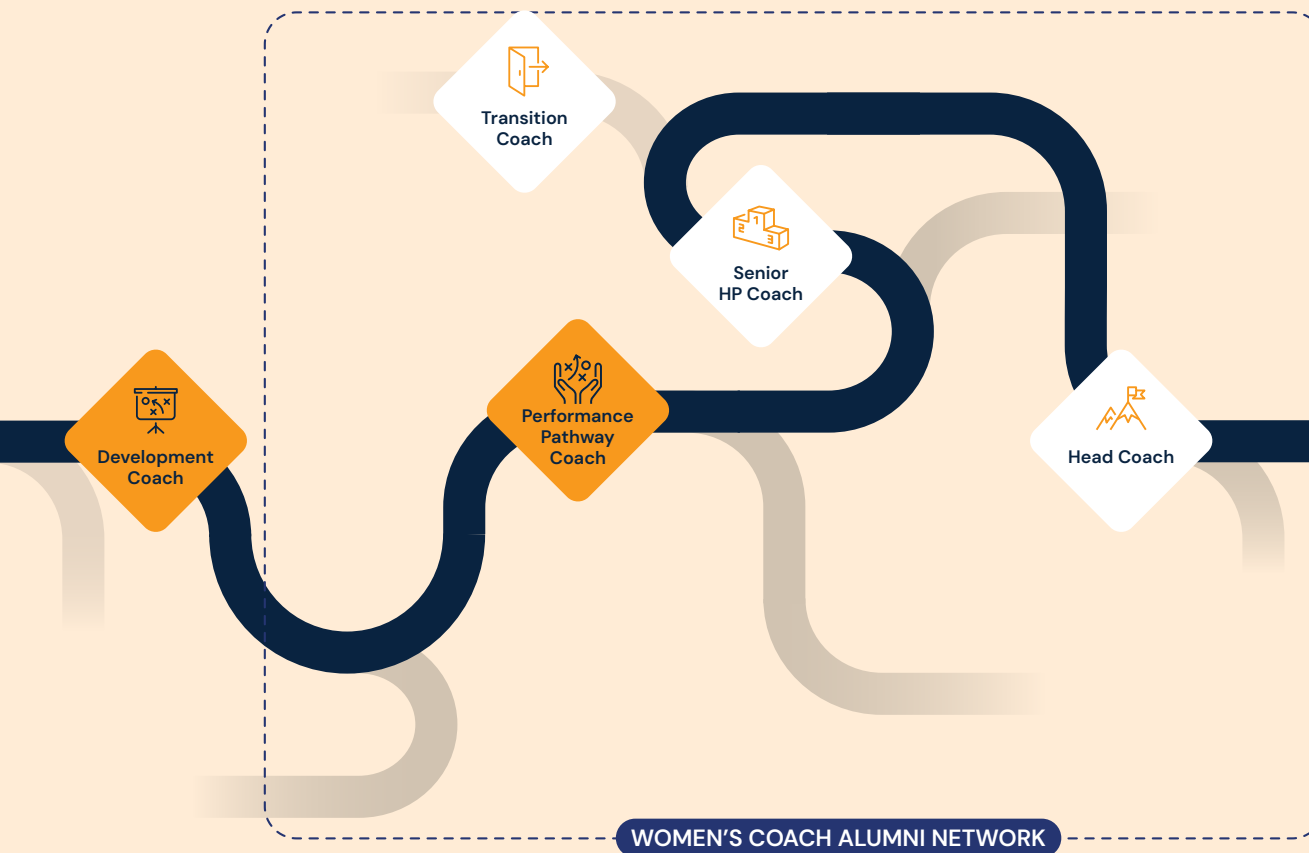 Transition
Coach
Senior
HP Coach
Development
Coach
Performance
Pathway
Coach
Head Coach
WOMEN'S COACH ALUMNI NETWORK